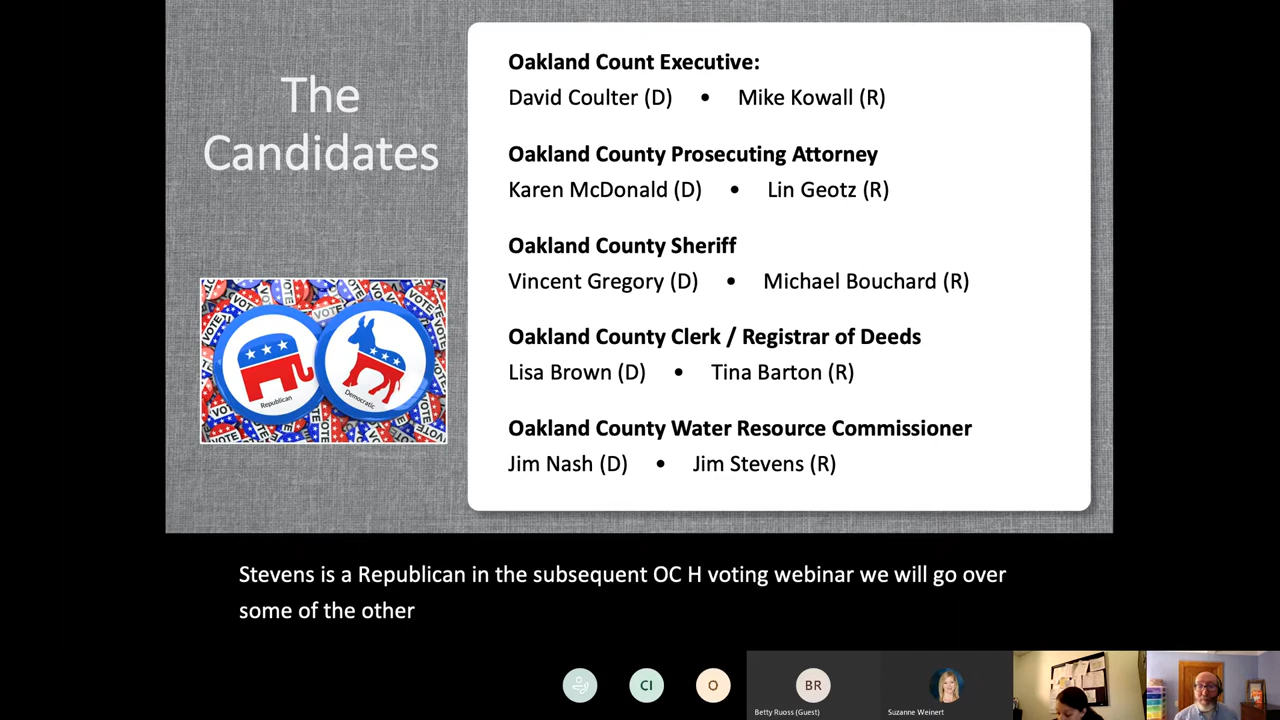 The
Candidates
Oakland Count Executive:
David Coulter (D) • Mike Kowall (R)
Oakland County Prosecuting Attorney
Karen McDonald (D) • Lin Geotz (R)
Oakland County Sheriff
Vincent Gregory (D) • Michael Bouchard (R)
Oakland County Clerk / Registrar of Deeds
Lisa Brown (D) • Tina Barton (R)
Oakland County Water Resource Commissioner
Jim Nash (D) • Jim Stevens (R)
VOTE
Republican
Democratic
Stevens is a Republican in the subsequent OC H voting webinar we will go over
some of the other
CI
O
BR
Betty Ruoss (Guest)
Suzanne Weinert